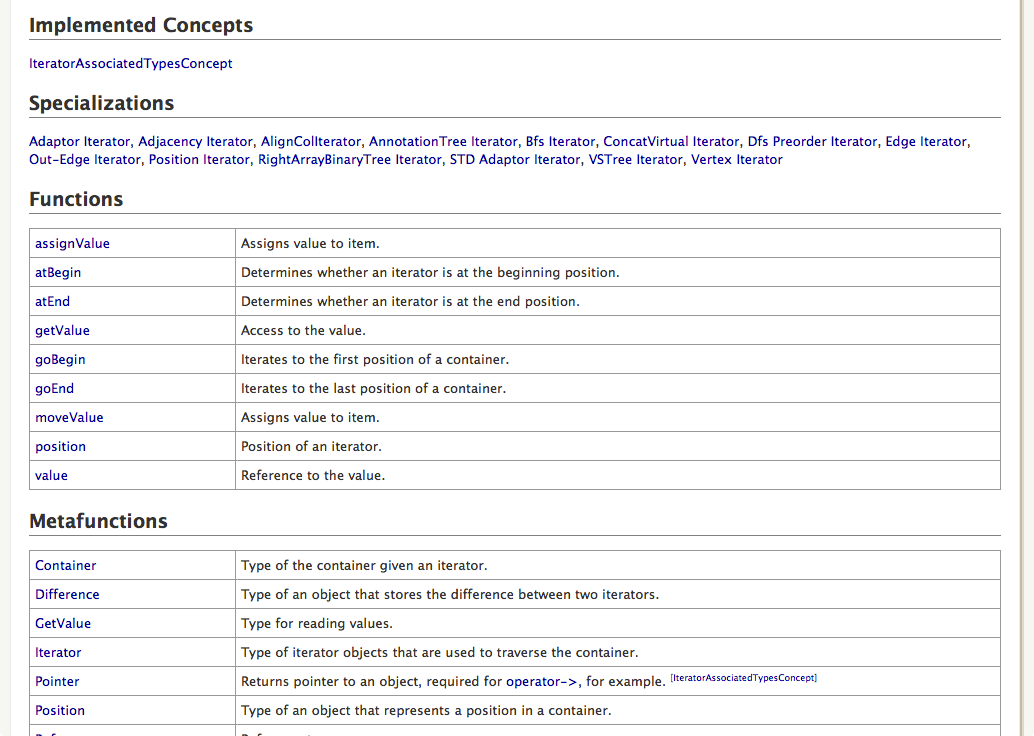 Implemented Concepts
IteratorAssociatedTypesConcept
Specializations
Adaptor Iterator, Adjacency Iterator, AlignColIterator, AnnotationTree Iterator, Bfs Iterator, ConcatVirtual Iterator, Dfs Preorder Iterator, Edge Iterator,
Out-Edge Iterator, Position Iterator, RightArrayBinaryTree Iterator, STD Adaptor Iterator, VSTree Iterator, Vertex Iterator
Functions
assignValue Assigns value to item.
atBegin Determines whether an iterator is at the beginning position.
atEnd Determines whether an iterator is at the end position.
getValue Access to the value.
goBegin Iterates to the first position of a container.
goEnd Iterates to the last position of a container.
moveValue Assigns value to item.
position Position of an iterator.
value Reference to the value.
Metafunctions
Container Type of the container given an iterator.
Difference Type of an object that stores the difference between two iterators.
GetValue Type for reading values.
Iterator Type of iterator objects that are used to traverse the container.
Pointer Returns pointer to an object, required for operator->, for example. [IteratorAssociatedTypesConcept]
Position Type of an object that represents a position in a container.